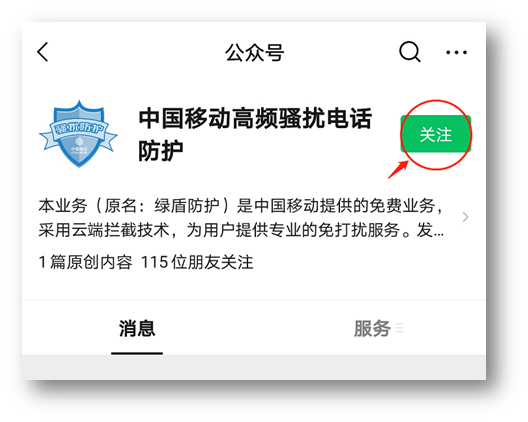 公众号
骚扰防护
中国移动
中国移动高频骚扰电话
防护
关注
本业务（原名：绿盾防护）是中国移动提供的免费业务，
采用云端拦截技术，为用户提供专业的免打扰服务。发...
1篇原创内容 115位朋友关注
消息
服务